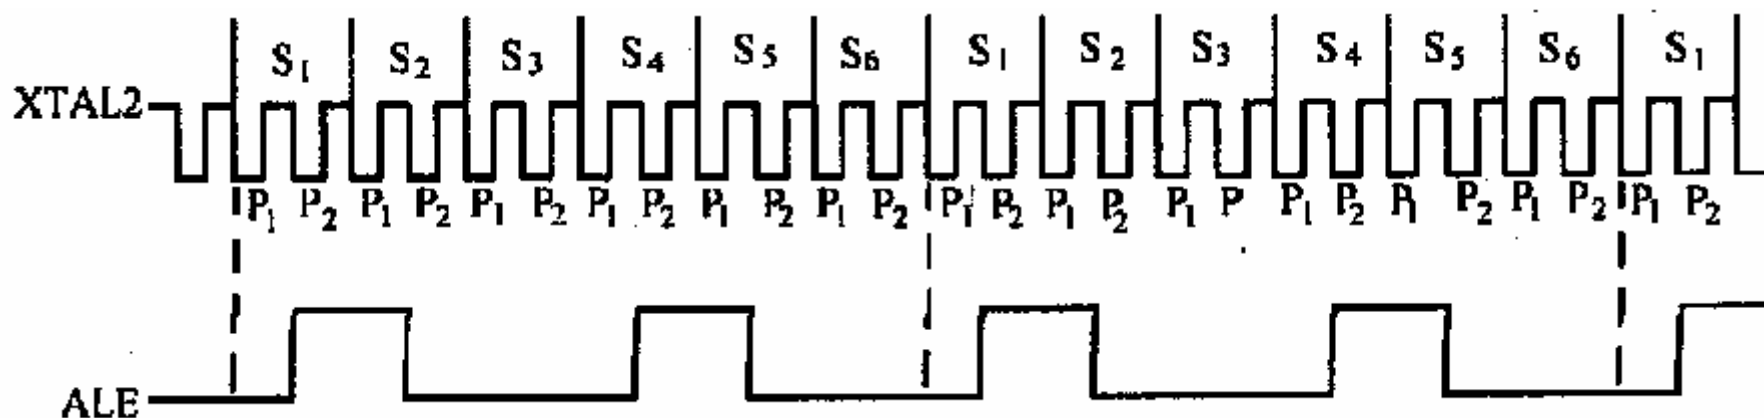 S₁ S₂ S₃ S₄ S₅ S₆ S₁ S₂ S₃ S₄ S₅ S₆ S₁
XTAL2
P₁ P₂ P₁ P₂ P₁ P₂ P₁ P₂ P₁ P₂ P₁ P₂ P₁ P₂ P₁ P₂ P₁ P P₁ P₂ P₁ P₂ P₁ P₂ P₁ P₂
ALE